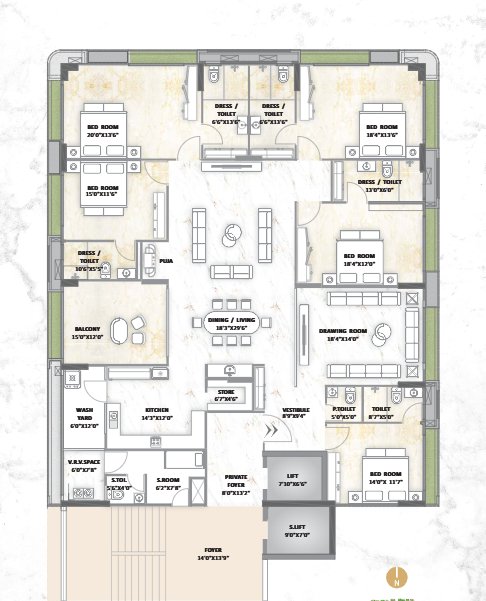 DRESS /
TOILET
6'6"X13'6"
DRESS /
TOILET
6'6"X13'6"
BED ROOM
20'0"X13'6"
BED ROOM
18'4"X13'6"
BED ROOM
15'0"X11'6"
DRESS / TOILET
13'0"X6'0"
DRESS /
TOILET
10'6"X5'5"
PUJA
BED ROOM
18'4"X12'0"
BALCONY
15'0"X12'0"
DINING / LIVING
18'3"X29'6"
DRAWING ROOM
18'4"X14'0"
STORE
6'7"X4'6"
WASH
YARD
6'0"X12'0"
KITCHEN
14'3"X12'0"
VESTIBULE
8'9"X9'4"
P.TOILET
5'0"X5'0"
TOILET
8'7"X5'0"
V.R.V.SPACE
6'0"X7'8"
S.TOI.
5'6"X4'0"
S.ROOM
6'2"X7'8"
PRIVATE
FOYER
8'0"X13'2"
LIFT
7'10"X6'6"
BED ROOM
14'0"X 11'7"
S.LIFT
9'0"X7'0"
FOYER
14'0"X13'9"
N